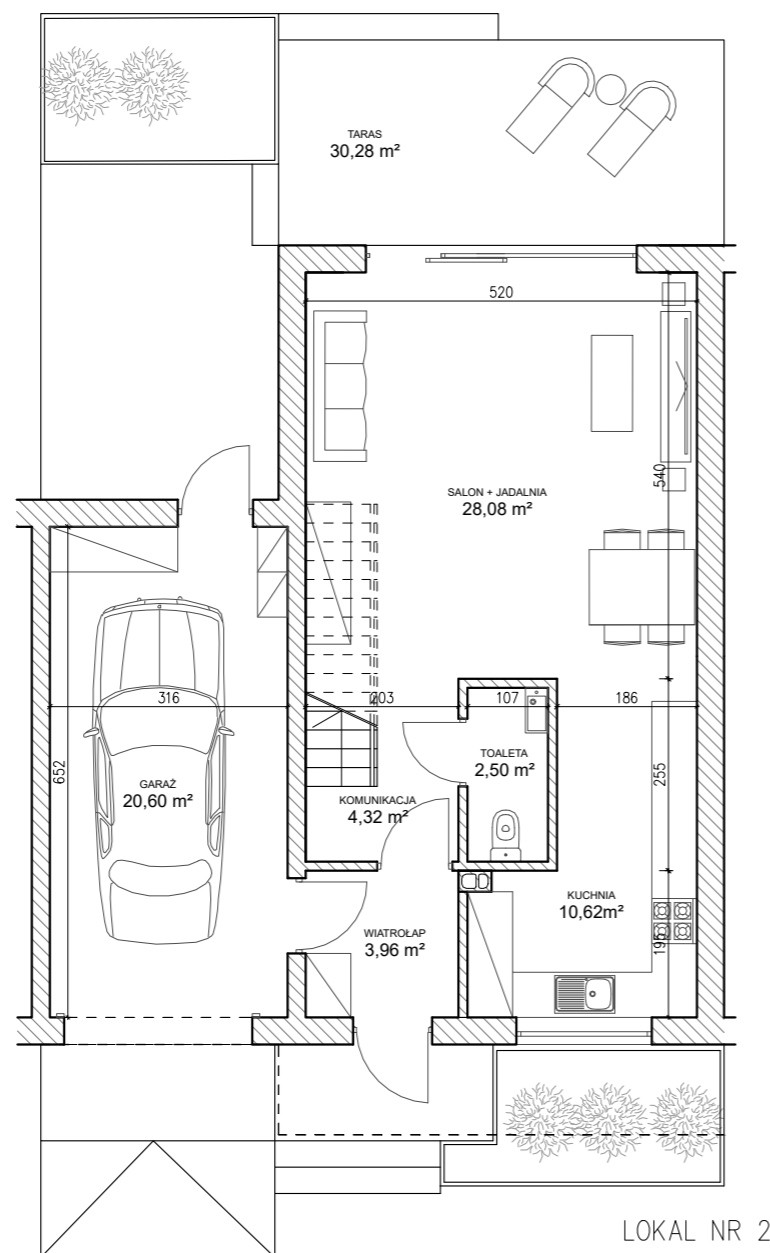 TARAS
30,28 m²
520
SALON + JADALNIA
28,08 m²
540
316
203
107
186
652
GARAŻ
20,60 m²
TOALETA
2,50 m²
255
KOMUNIKACJA
4,32 m²
KUCHNIA
10,62m²
195
WIATROŁAP
3,96 m²
LOKAL NR 2